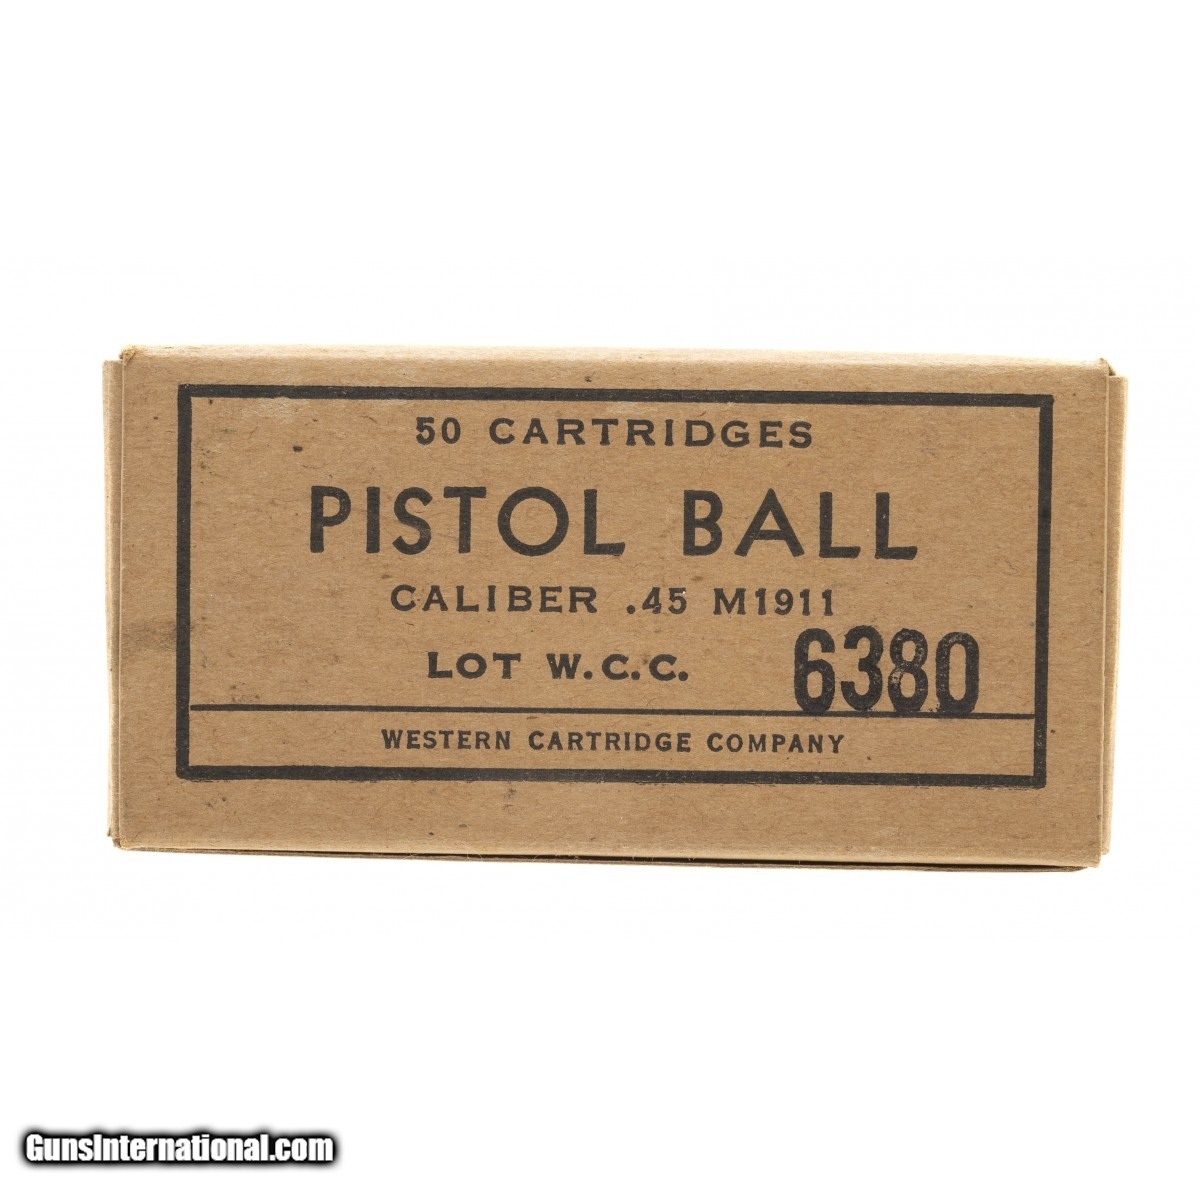 50 CARTRIDGES
PISTOL BALL
CALIBER .45 M1911
LOT W.C.C. 6380
WESTERN CARTRIDGE COMPANY
GunsInternational.com